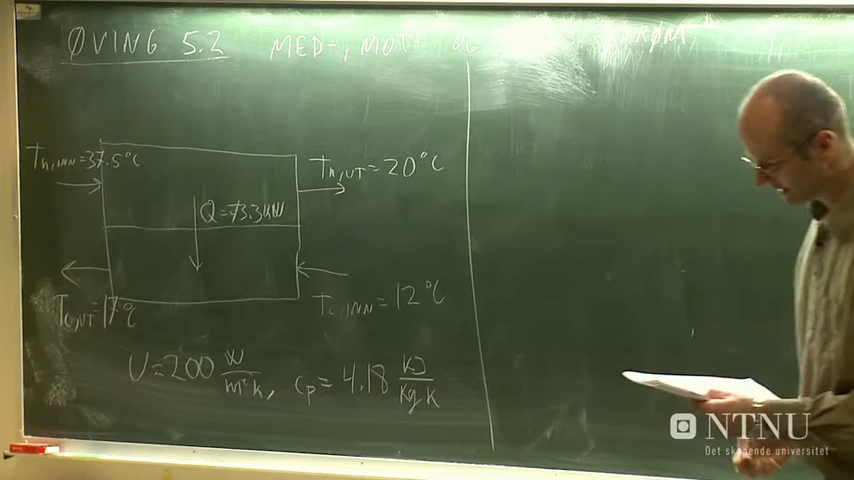 ØVING 5.2 MED-, MOT- OG
Th,INN=37.5°C
Th,UT=20°C
Q=73.3kW
Tc,UT=17°C
Tc,INN=12°C
U=200 W/m²K, cp=4.18 kJ/kg K
NTNU
Det skapende universitet